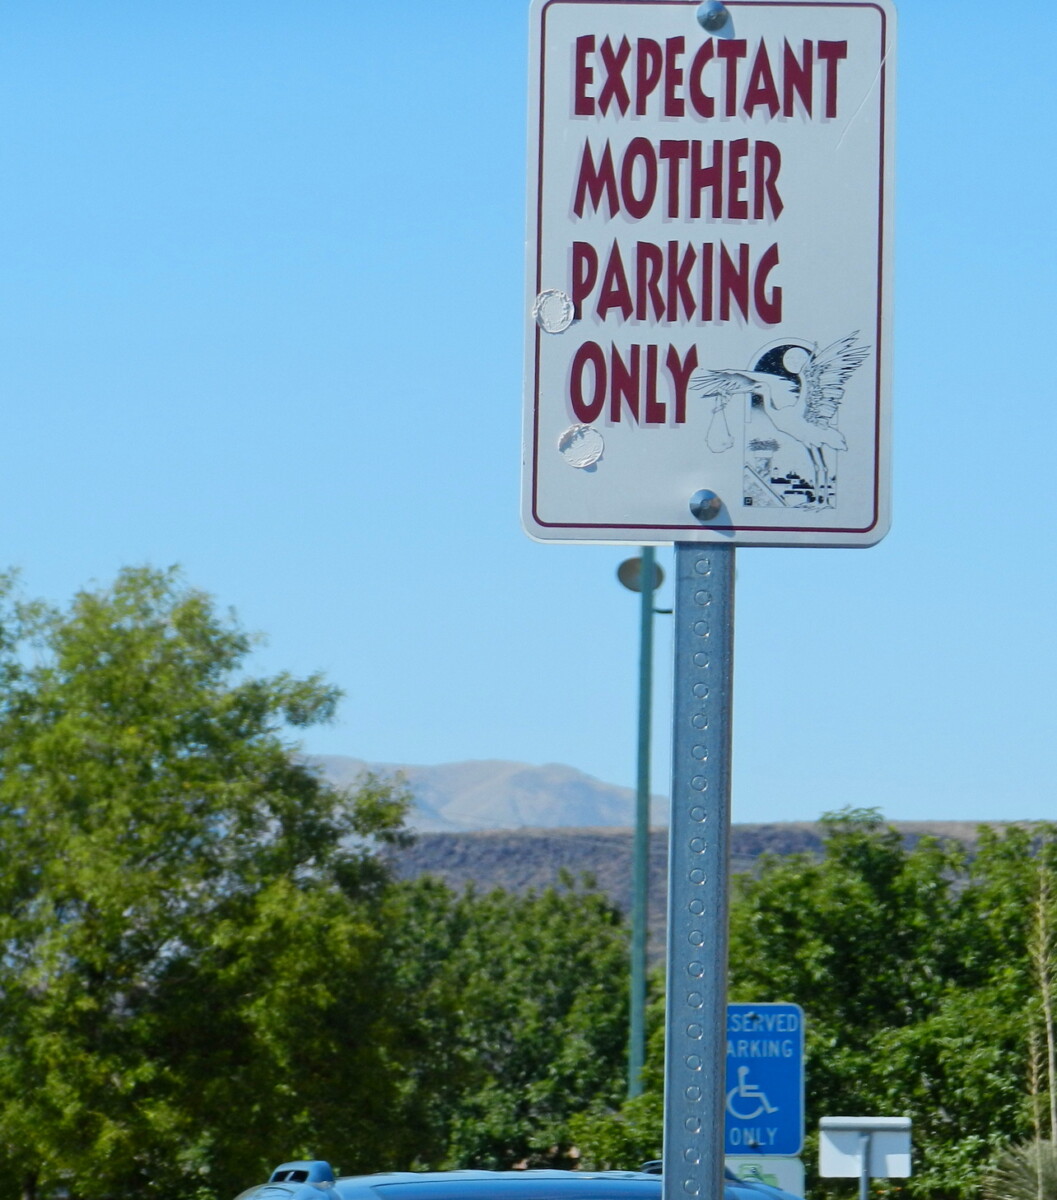 EXPECTANT
MOTHER
PARKING
ONLY
ESERVED
ARKING
ONLY